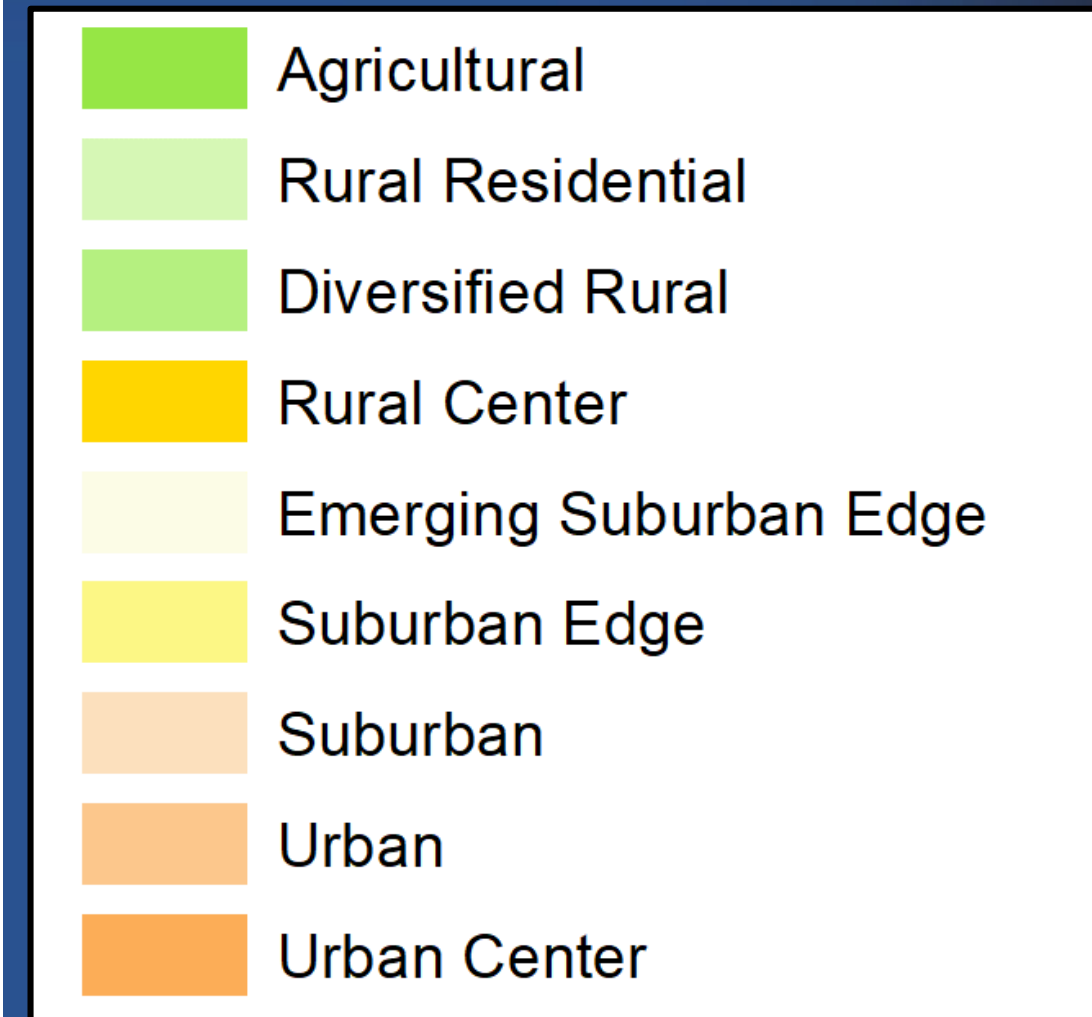 Agricultural
Rural Residential
Diversified Rural
Rural Center
Emerging Suburban Edge
Suburban Edge
Suburban
Urban
Urban Center